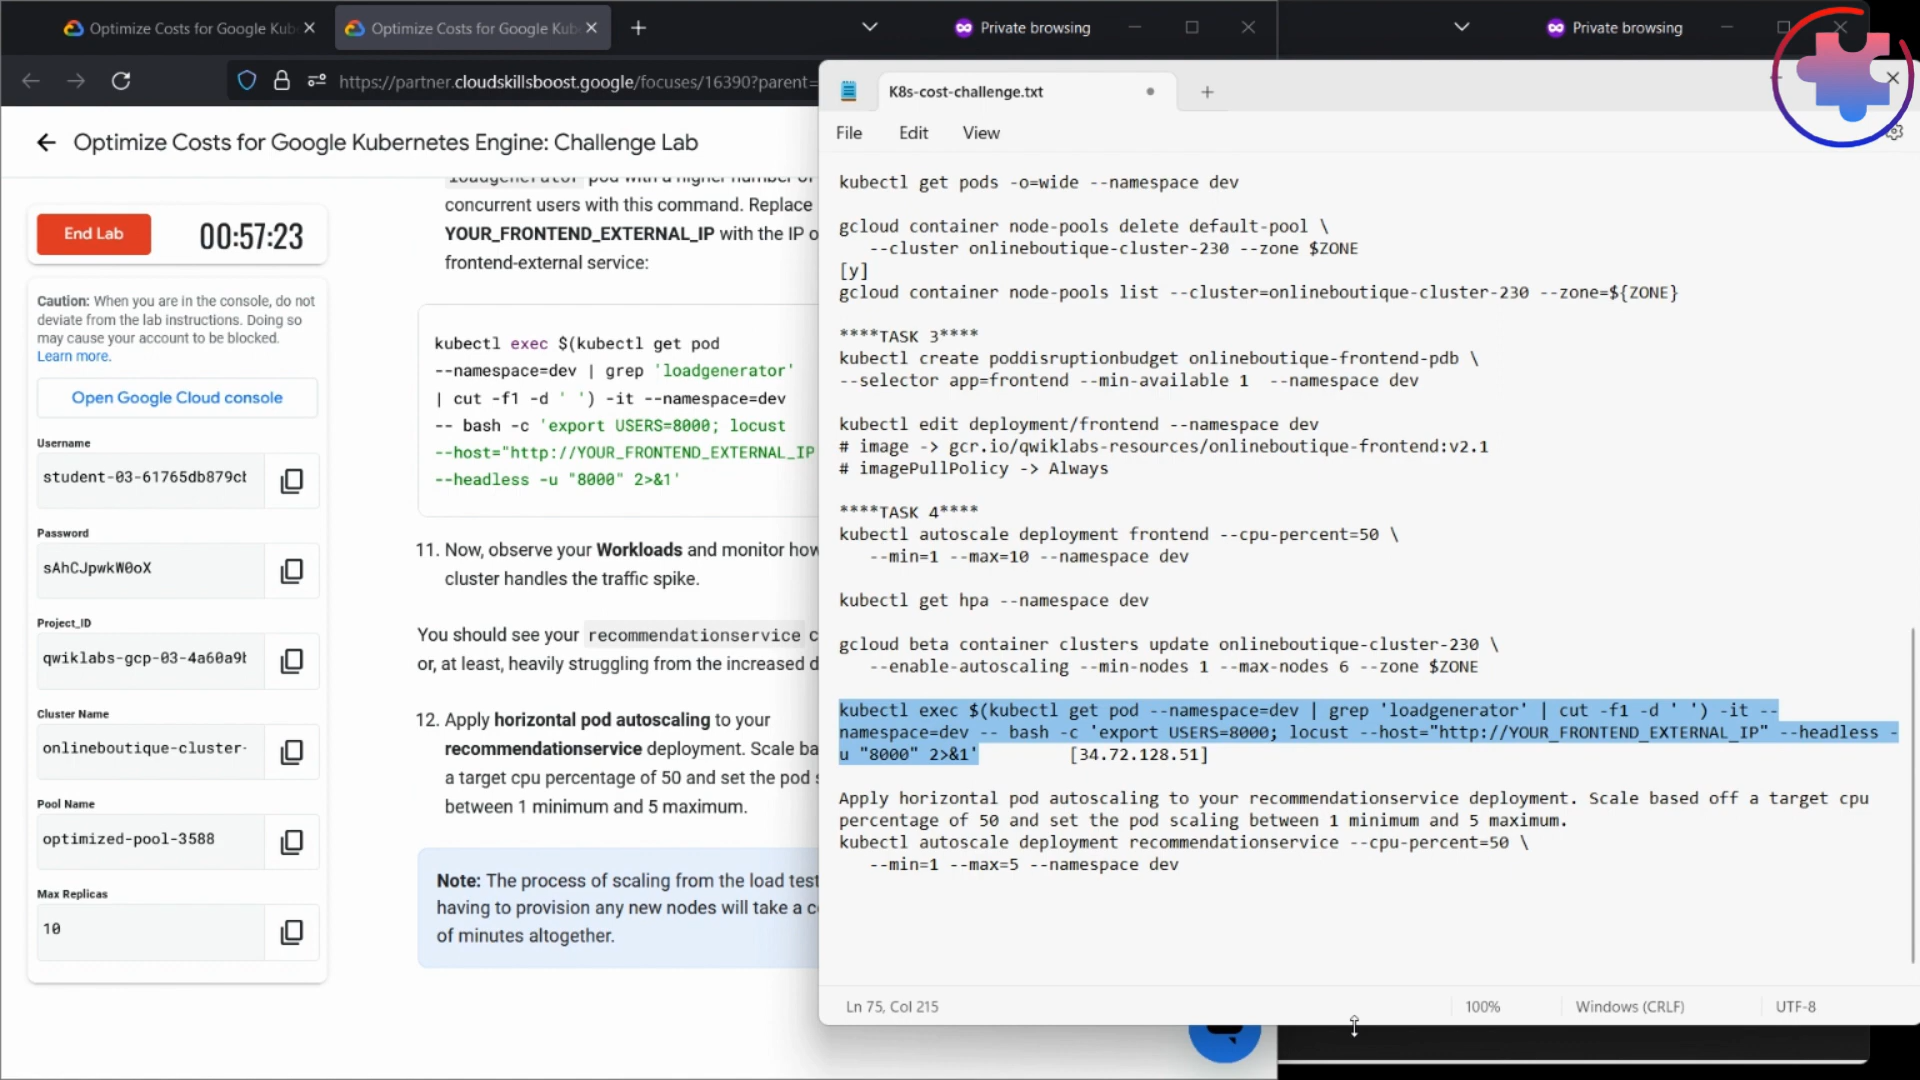 Optimize Costs for Google Kub
Optimize Costs for Google Kub
Private browsing
Private browsing
https://partner.cloudskillsboost.google/focuses/16390?parent=
Optimize Costs for Google Kubernetes Engine: Challenge Lab
End Lab
00:57:23
Caution: When you are in the console, do not
deviate from the lab instructions. Doing so
may cause your account to be blocked.
Learn more.
Open Google Cloud console
Username
student-03-61765db879cb
Password
sAhCJpwkW0oX
Project_ID
qwiklabs-gcp-03-4a60a9b
Cluster Name
onlineboutique-cluster-
Pool Name
optimized-pool-3588
Max Replicas
10
loadgenerator pod with a higher number of
concurrent users with this command. Replace
YOUR_FRONTEND_EXTERNAL_IP with the IP o
frontend-external service:
kubectl exec $(kubectl get pod
--namespace=dev | grep 'loadgenerator'
| cut -f1 -d ' ') -it --namespace=dev
-- bash -c 'export USERS=8000; locust
--host="http://YOUR_FRONTEND_EXTERNAL_IP
--headless -u "8000" 2>&1'
11. Now, observe your Workloads and monitor how
cluster handles the traffic spike.
You should see your recommendationservice c
or, at least, heavily struggling from the increased d
12. Apply horizontal pod autoscaling to your
recommendationservice deployment. Scale ba
a target cpu percentage of 50 and set the pod s
between 1 minimum and 5 maximum.
Note: The process of scaling from the load test
having to provision any new nodes will take a c
of minutes altogether.
K8s-cost-challenge.txt
File Edit View
kubectl get pods -o=wide --namespace dev
gcloud container node-pools delete default-pool \
--cluster onlineboutique-cluster-230 --zone $ZONE
[y]
gcloud container node-pools list --cluster=onlineboutique-cluster-230 --zone=${ZONE}
****TASK 3****
kubectl create poddisruptionbudget onlineboutique-frontend-pdb \
--selector app=frontend --min-available 1 --namespace dev
kubectl edit deployment/frontend --namespace dev
# image -> gcr.io/qwiklabs-resources/onlineboutique-frontend:v2.1
# imagePullPolicy -> Always
****TASK 4****
kubectl autoscale deployment frontend --cpu-percent=50 \
--min=1 --max=10 --namespace dev
kubectl get hpa --namespace dev
gcloud beta container clusters update onlineboutique-cluster-230 \
--enable-autoscaling --min-nodes 1 --max-nodes 6 --zone $ZONE
kubectl exec $(kubectl get pod --namespace=dev | grep 'loadgenerator' | cut -f1 -d ' ') -it --
namespace=dev -- bash -c 'export USERS=8000; locust --host="http://YOUR_FRONTEND_EXTERNAL_IP" --headless -
u "8000" 2>&1' [34.72.128.51]
Apply horizontal pod autoscaling to your recommendationservice deployment. Scale based off a target cpu
percentage of 50 and set the pod scaling between 1 minimum and 5 maximum.
kubectl autoscale deployment recommendationservice --cpu-percent=50 \
--min=1 --max=5 --namespace dev
Ln 75, Col 215
100%
Windows (CRLF)
UTF-8